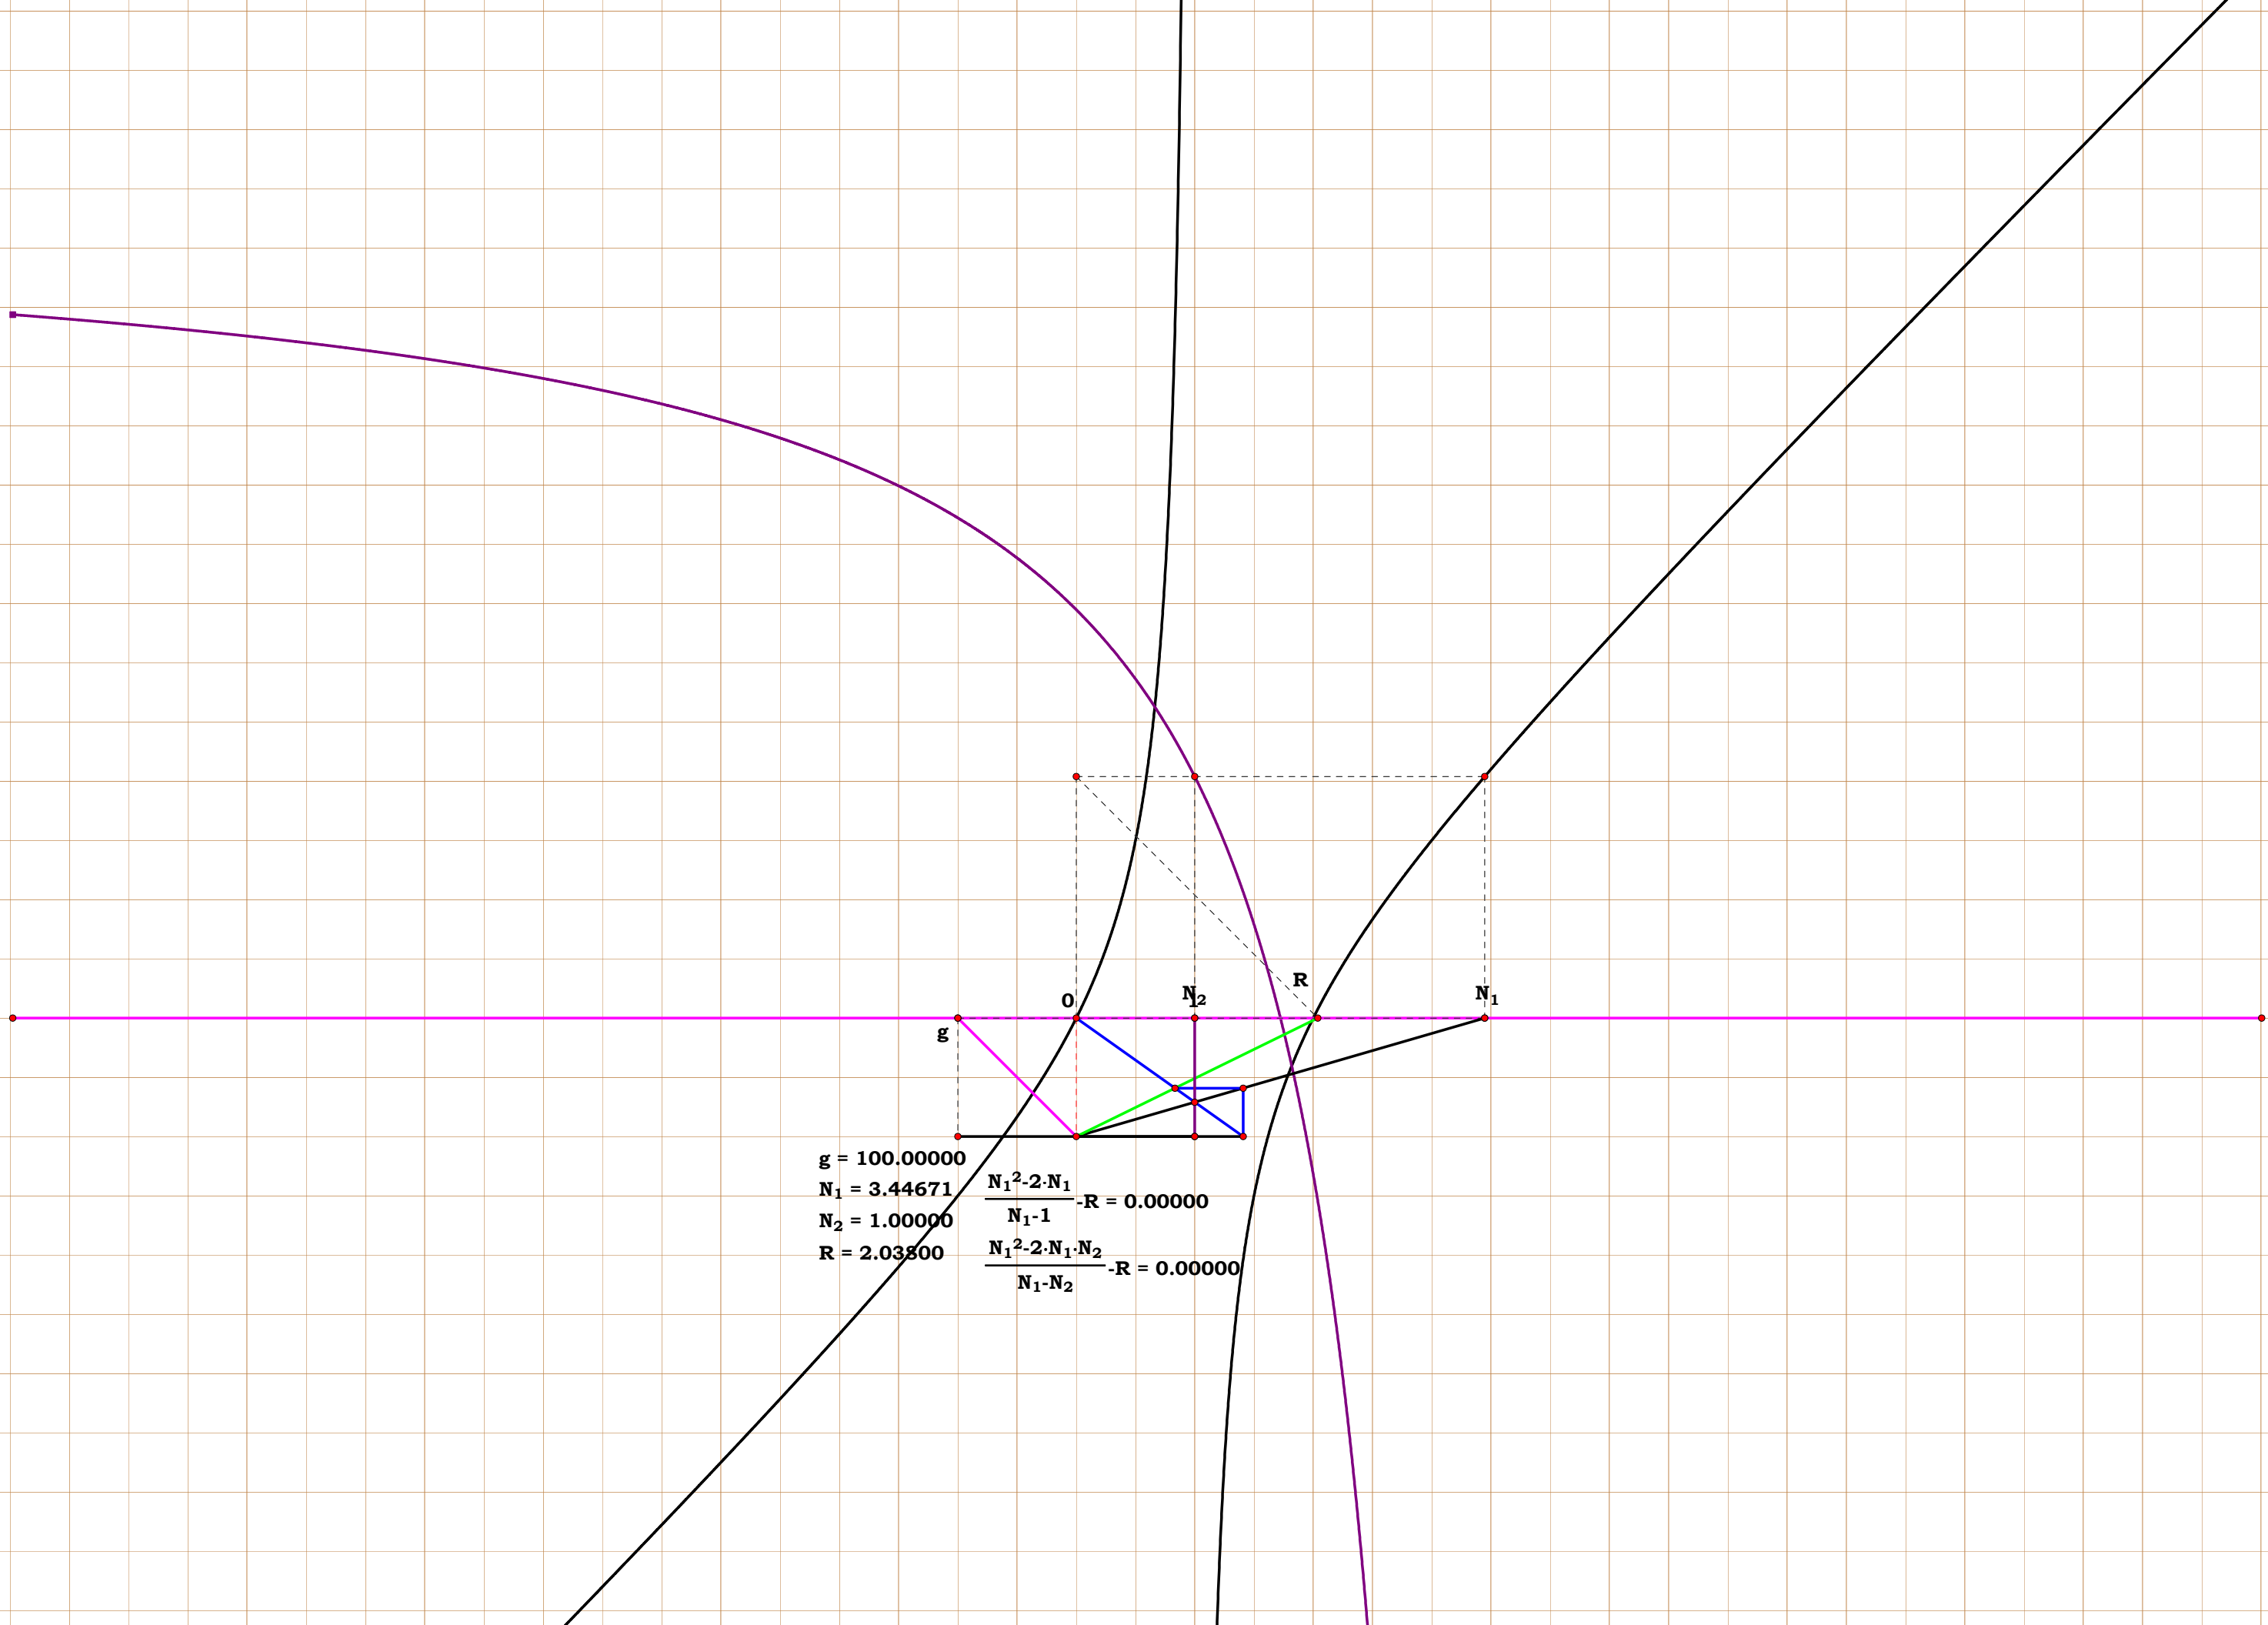 R
0 N₂ N₁
g
g = 100.00000
N₁ = 3.44671
N₂ = 1.00000
R = 2.03800
N₁²-2·N₁
N₁-1
-R = 0.00000
N₁²-2·N₁·N₂
N₁-N₂
-R = 0.00000